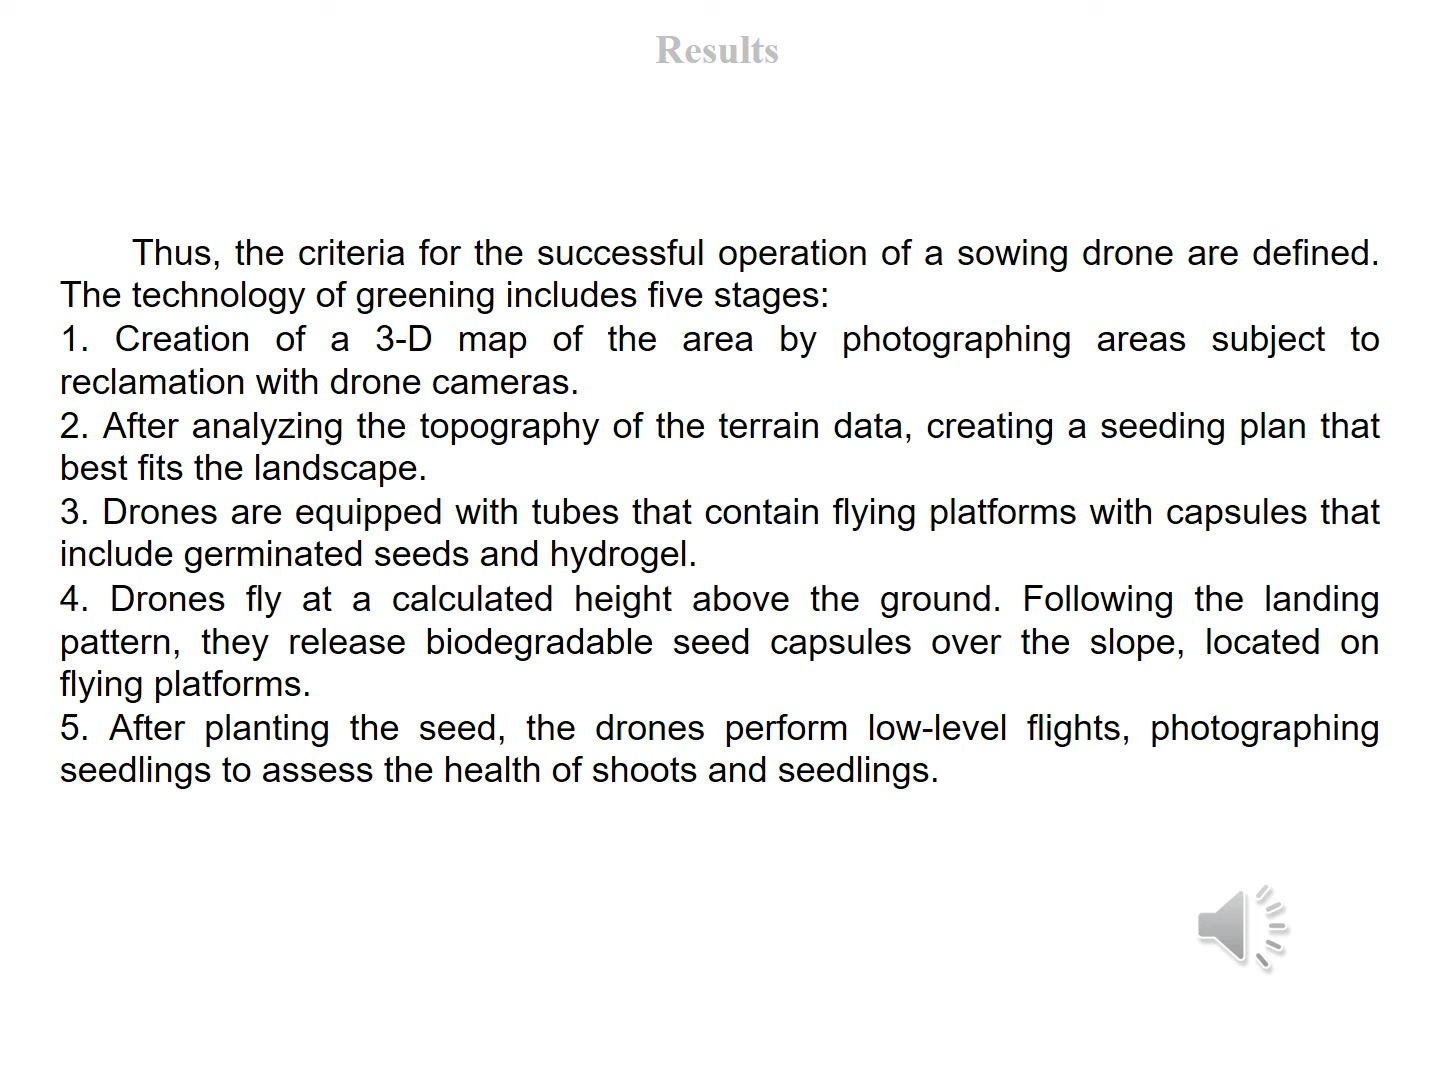 Results
Thus, the criteria for the successful operation of a sowing drone are defined.
The technology of greening includes five stages:
1. Creation of a 3-D map of the area by photographing areas subject to
reclamation with drone cameras.
2. After analyzing the topography of the terrain data, creating a seeding plan that
best fits the landscape.
3. Drones are equipped with tubes that contain flying platforms with capsules that
include germinated seeds and hydrogel.
4. Drones fly at a calculated height above the ground. Following the landing
pattern, they release biodegradable seed capsules over the slope, located on
flying platforms.
5. After planting the seed, the drones perform low-level flights, photographing
seedlings to assess the health of shoots and seedlings.